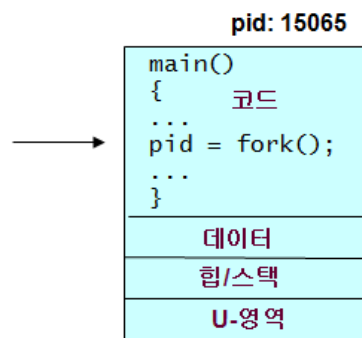 pid: 15065
main()
{ 코드
...
pid = fork();
...
}
데이터
힙/스택
U-영역